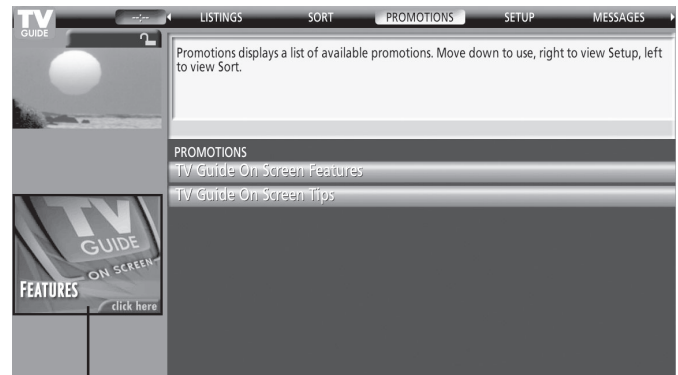 TV
GUIDE
--:--
LISTINGS SORT PROMOTIONS SETUP MESSAGES
Promotions displays a list of available promotions. Move down to use, right to view Setup, left
to view Sort.
PROMOTIONS
TV Guide On Screen Features
TV Guide On Screen Tips
TV
GUIDE
ON SCREEN
FEATURES
click here